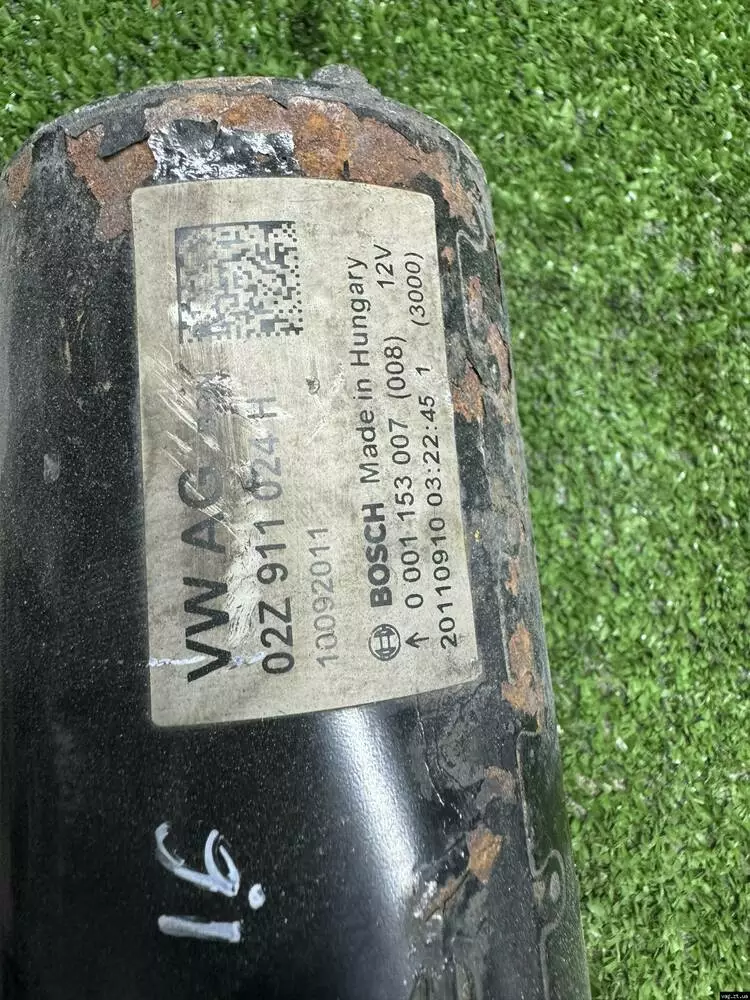 VW AG
02Z 911 024 H
10092011
BOSCH Made in Hungary
0 001 153 007 (008) 12V
20110910 03:22:45 1 (3000)
1.6
vag.zt.ua